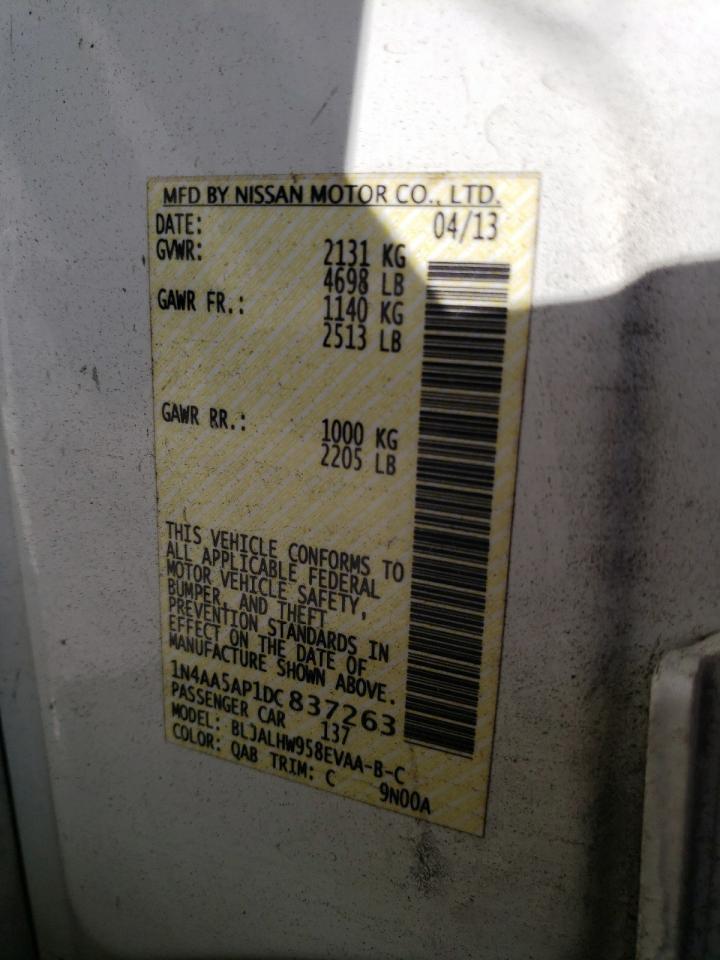 MFD BY NISSAN MOTOR CO., LTD.
DATE: 04/13
GVWR: 2131 KG
4698 LB
GAWR FR.: 1140 KG
2513 LB
GAWR RR.: 1000 KG
2205 LB
THIS VEHICLE CONFORMS TO
ALL APPLICABLE FEDERAL
MOTOR VEHICLE SAFETY,
BUMPER, AND THEFT
PREVENTION STANDARDS IN
EFFECT ON THE DATE OF
MANUFACTURE SHOWN ABOVE.
1N4AA5AP1DC837263
PASSENGER CAR 137
MODEL: BLJALHW958EVAA-B-C
COLOR: QAB TRIM: C 9N00A